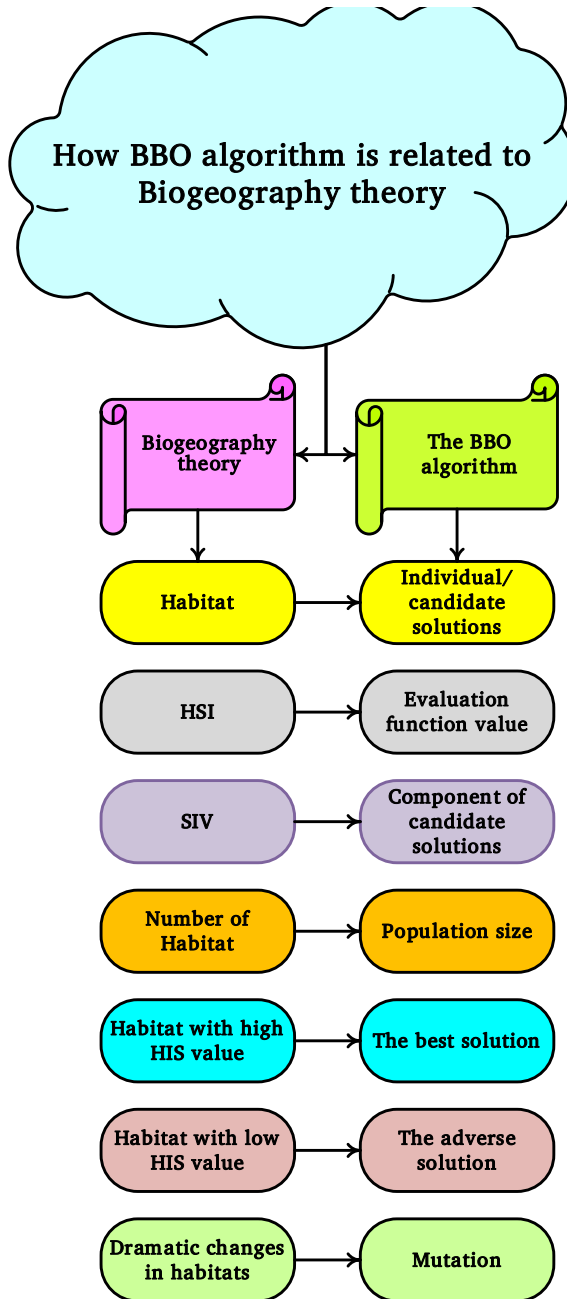 How BBO algorithm is related to
Biogeography theory
Biogeography
theory
The BBO
algorithm
Habitat
Individual/
candidate
solutions
HSI
Evaluation
function value
SIV
Component of
candidate
solutions
Number of
Habitat
Population size
Habitat with high
HIS value
The best solution
Habitat with low
HIS value
The adverse
solution
Dramatic changes
in habitats
Mutation